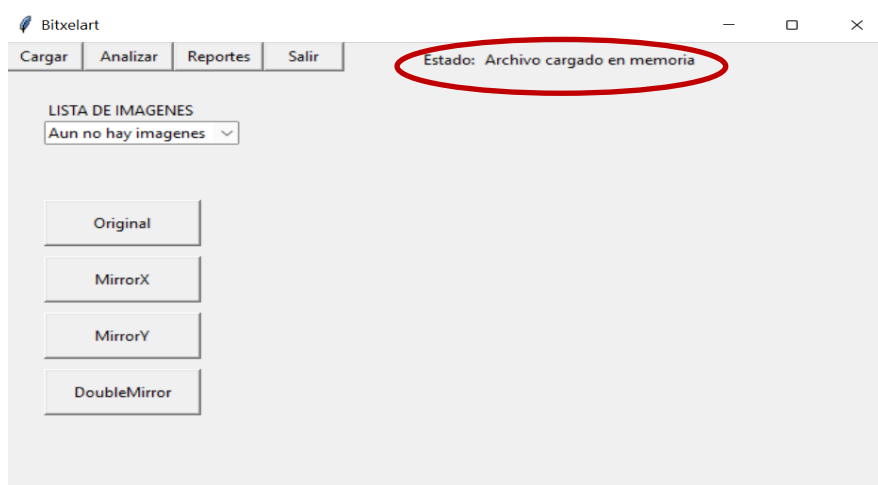 Bitxelart
Cargar Analizar Reportes Salir Estado: Archivo cargado en memoria
LISTA DE IMAGENES
Aun no hay imagenes
Original
MirrorX
MirrorY
DoubleMirror